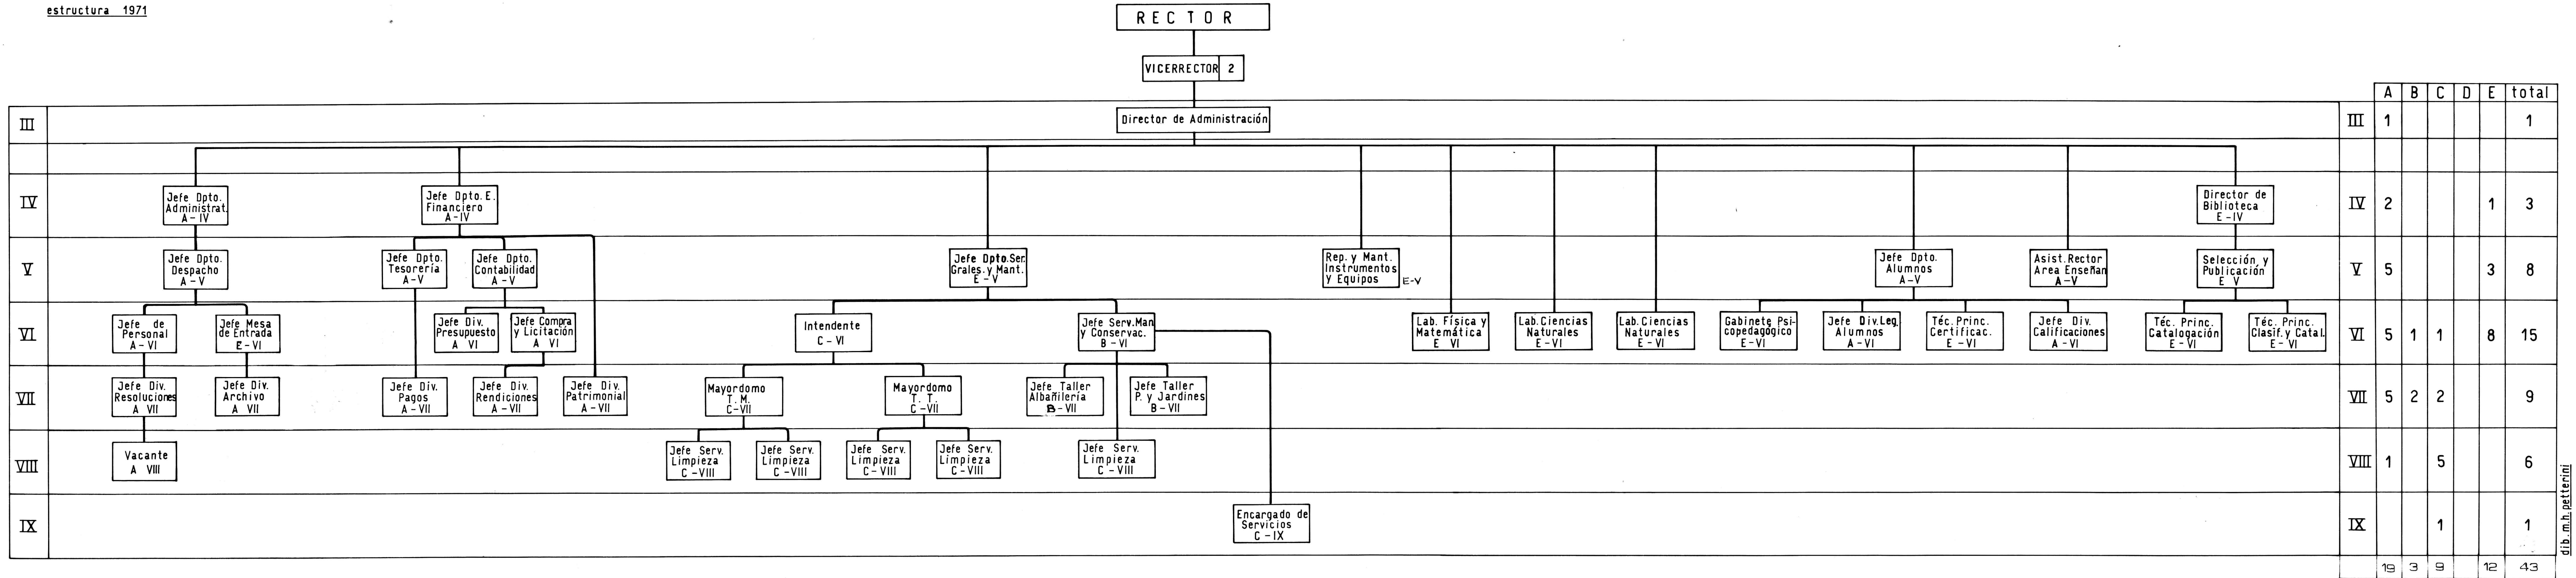 estructura 1971
RECTOR
VICERRECTOR 2
A B C D E total
III
Director de Administración
III 1 1
IV
Jefe Dpto.
Administrat.
A-IV
Jefe Dpto. E.
Financiero
A-IV
Director de
Biblioteca
E-IV
IV 2 1 3
V
Jefe Dpto.
Despacho
A-V
Jefe Dpto.
Tesorería
A-V
Jefe Dpto.
Contabilidad
A-V
Jefe Dpto.Ser.
Grales.y Mant.
E-V
Rep. y Mant.
Instrumentos
y Equipos E-V
Jefe Dpto.
Alumnos
A-V
Asist.Rector
Area Enseñan
A-V
Selección y
Publicación
E V
V 5 3 8
VI
Jefe de
Personal
A-VI
Jefe Mesa
de Entrada
E-VI
Jefe Div.
Presupuesto
A VI
Jefe Compra
y Licitación
A VI
Intendente
C-VI
Jefe Serv.Man
y Conservac.
B-VI
Lab. Física y
Matemática
E VI
Lab.Ciencias
Naturales
E-VI
Lab.Ciencias
Naturales
E-VI
Gabinete Psi-
copedagógico
E-VI
Jefe Div.Leg.
Alumnos
A-VI
Téc. Princ.
Certificac.
E-VI
Jefe Div.
Calificaciones
A-VI
Téc. Princ.
Catalogación
E-VI
Téc. Princ.
Clasif.y Catal.
E-VI
VI 5 1 1 8 15
VII
Jefe Div.
Resoluciones
A VII
Jefe Div.
Archivo
A VII
Jefe Div.
Pagos
A-VII
Jefe Div.
Rendiciones
A-VII
Jefe Div.
Patrimonial
A-VII
Mayordomo
T. M.
C-VII
Mayordomo
T. T.
C-VII
Jefe Taller
Albañilería
B-VII
Jefe Taller
P. y Jardines
B-VII
VII 5 2 2 9
VIII
Vacante
A VIII
Jefe Serv.
Limpieza
C-VIII
Jefe Serv.
Limpieza
C-VIII
Jefe Serv.
Limpieza
C-VIII
Jefe Serv.
Limpieza
C-VIII
Jefe Serv.
Limpieza
C-VIII
VIII 1 5 6
IX
Encargado de
Servicios
C-IX
IX 1 1
19 3 9 12 43
dib. m.h. petterini